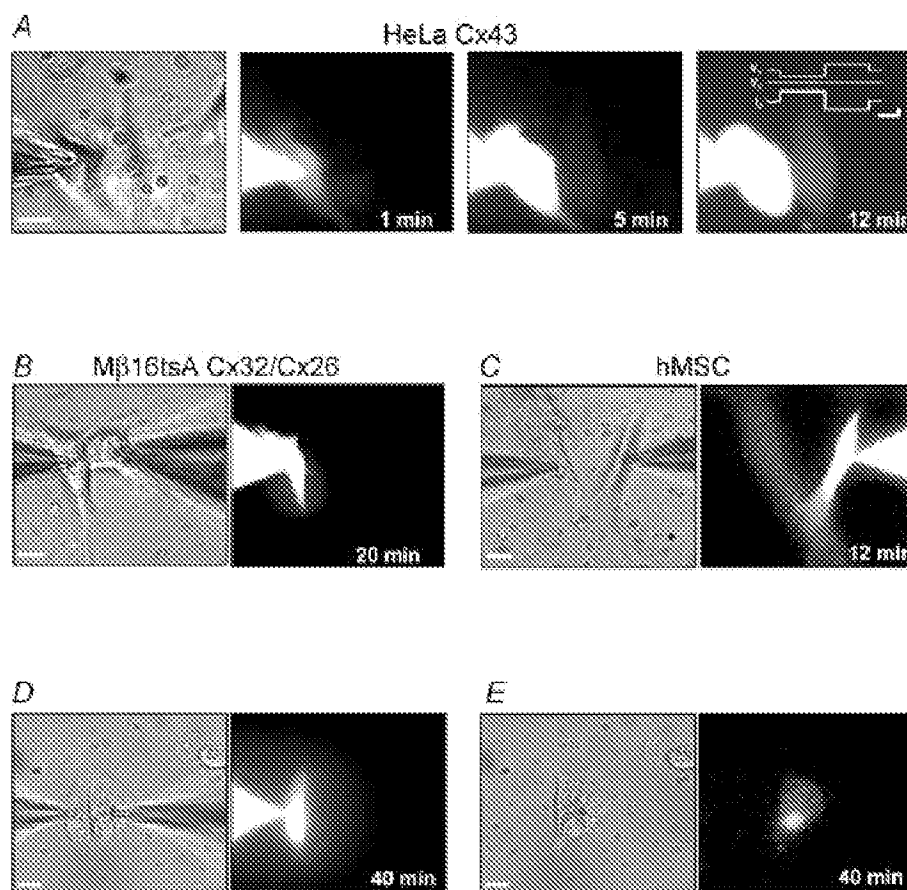 A
HeLa Cx43
1 min
5 min
12 min
B
Mβ16tsA Cx32/Cx26
20 min
C
hMSC
12 min
D
40 min
E
40 min